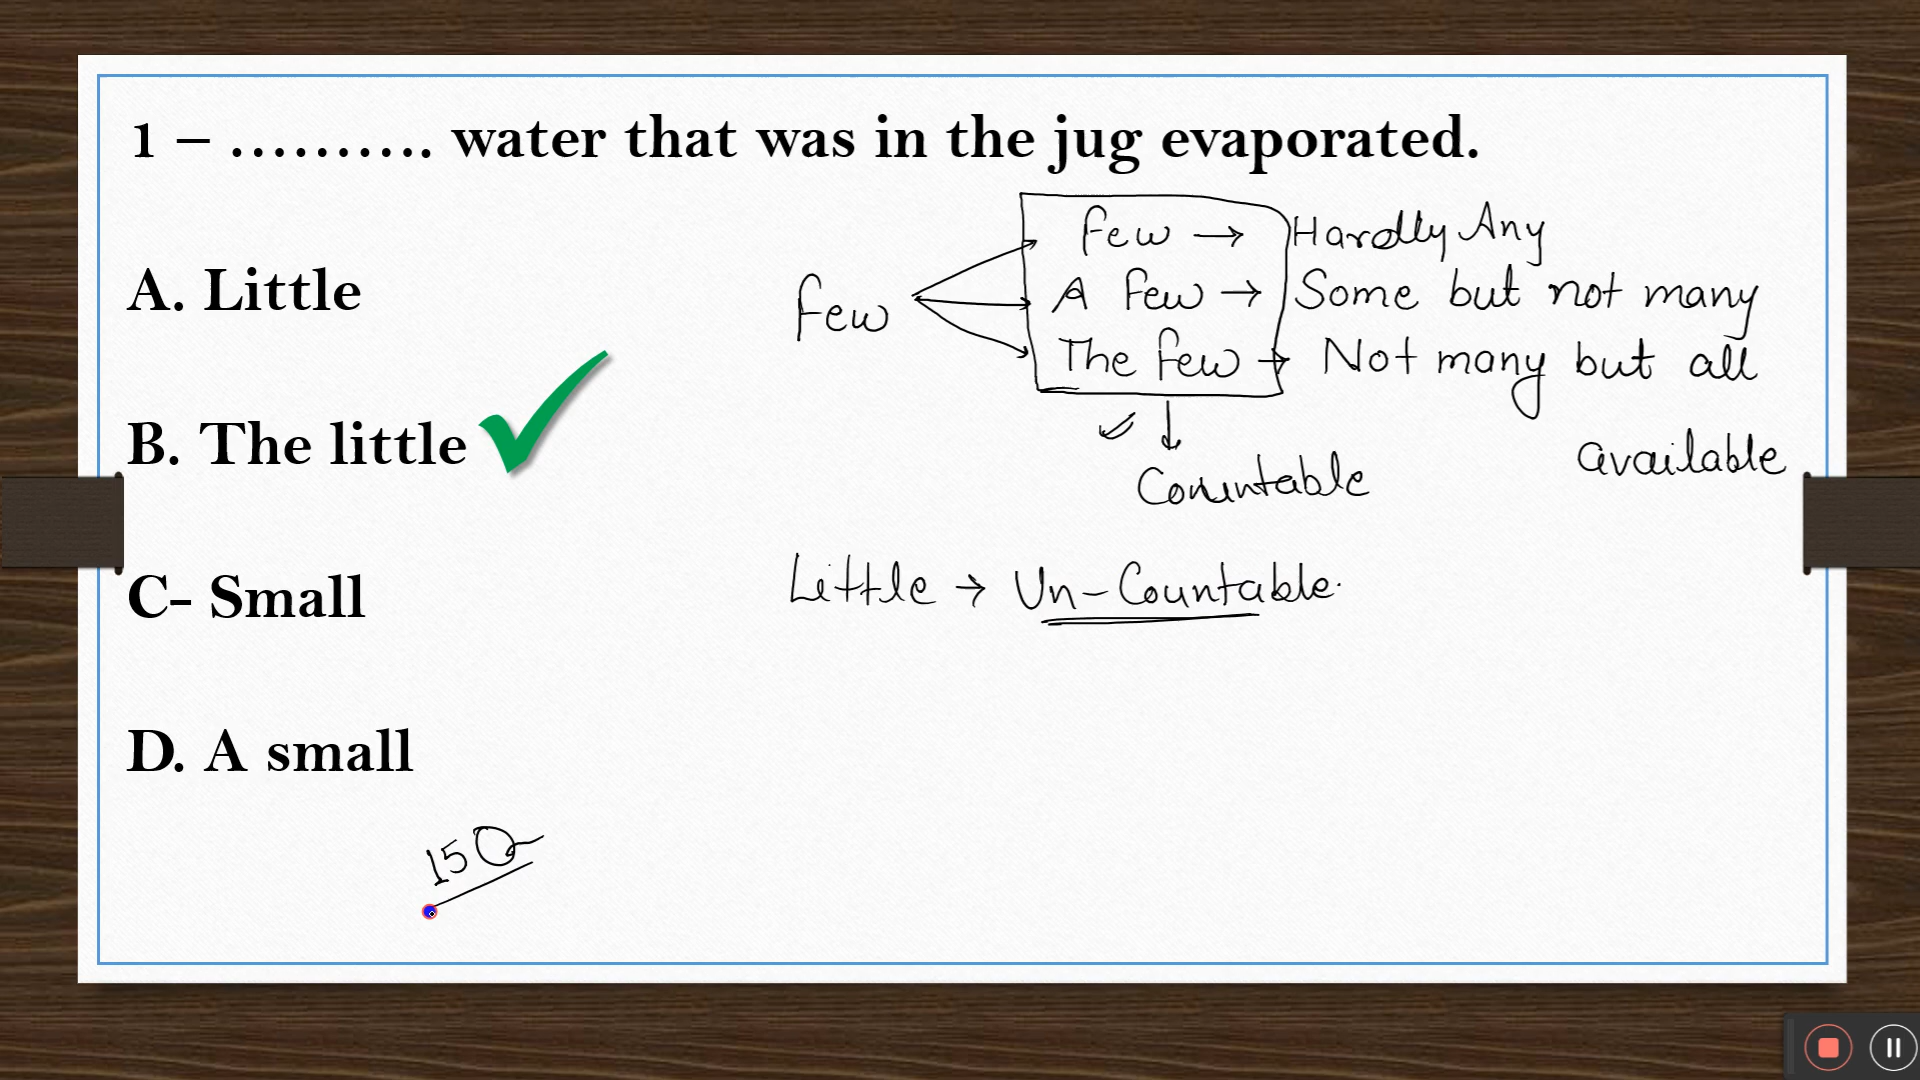 1 – .......... water that was in the jug evaporated.
A. Little
B. The little
C- Small
D. A small
Few
Few → Hardly Any
A Few → Some but not many
The Few → Not many but all
available
Countable
Little → Un-Countable.
15